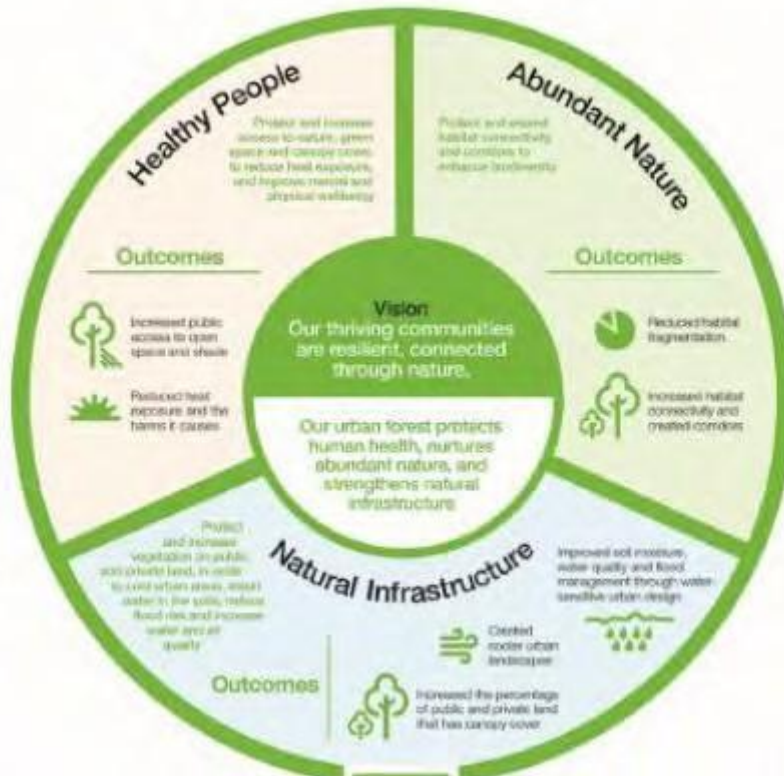 Healthy People
Protect and increase
access to nature, green
space and canopy cover,
to reduce heat exposure,
and improve mental and
physical wellbeing
Outcomes
Increased public
access to open
space and shade
Reduced heat
exposure and the
harms it causes
Abundant Nature
Protect and expand
habitat connectivity
and corridors to
enhance biodiversity
Outcomes
Reduced habitat
fragmentation
Increased habitat
connectivity and
created corridors
Vision
Our thriving communities
are resilient, connected
through nature.
Our urban forest protects
human health, nurtures
abundant nature, and
strengthens natural
infrastructure
Natural Infrastructure
Protect
and increase
vegetation on public
and private land, in order
to cool urban areas, retain
water in the soils, reduce
flood risk and increase
water and air
quality
Outcomes
Improved soil moisture,
water quality and flood
management through water-
sensitive urban design
Created
cooler urban
landscapes
Increased the percentage
of public and private land
that has canopy cover